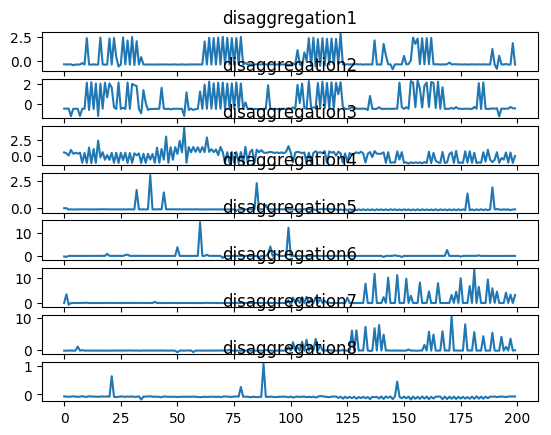 disaggregation1
2.5
0.0
disaggregation2
2
0
disaggregation3
2.5
0.0
disaggregation4
2.5
0.0
disaggregation5
10
0
disaggregation6
10
0
disaggregation7
10
0
disaggregation8
1
0
0 25 50 75 100 125 150 175 200